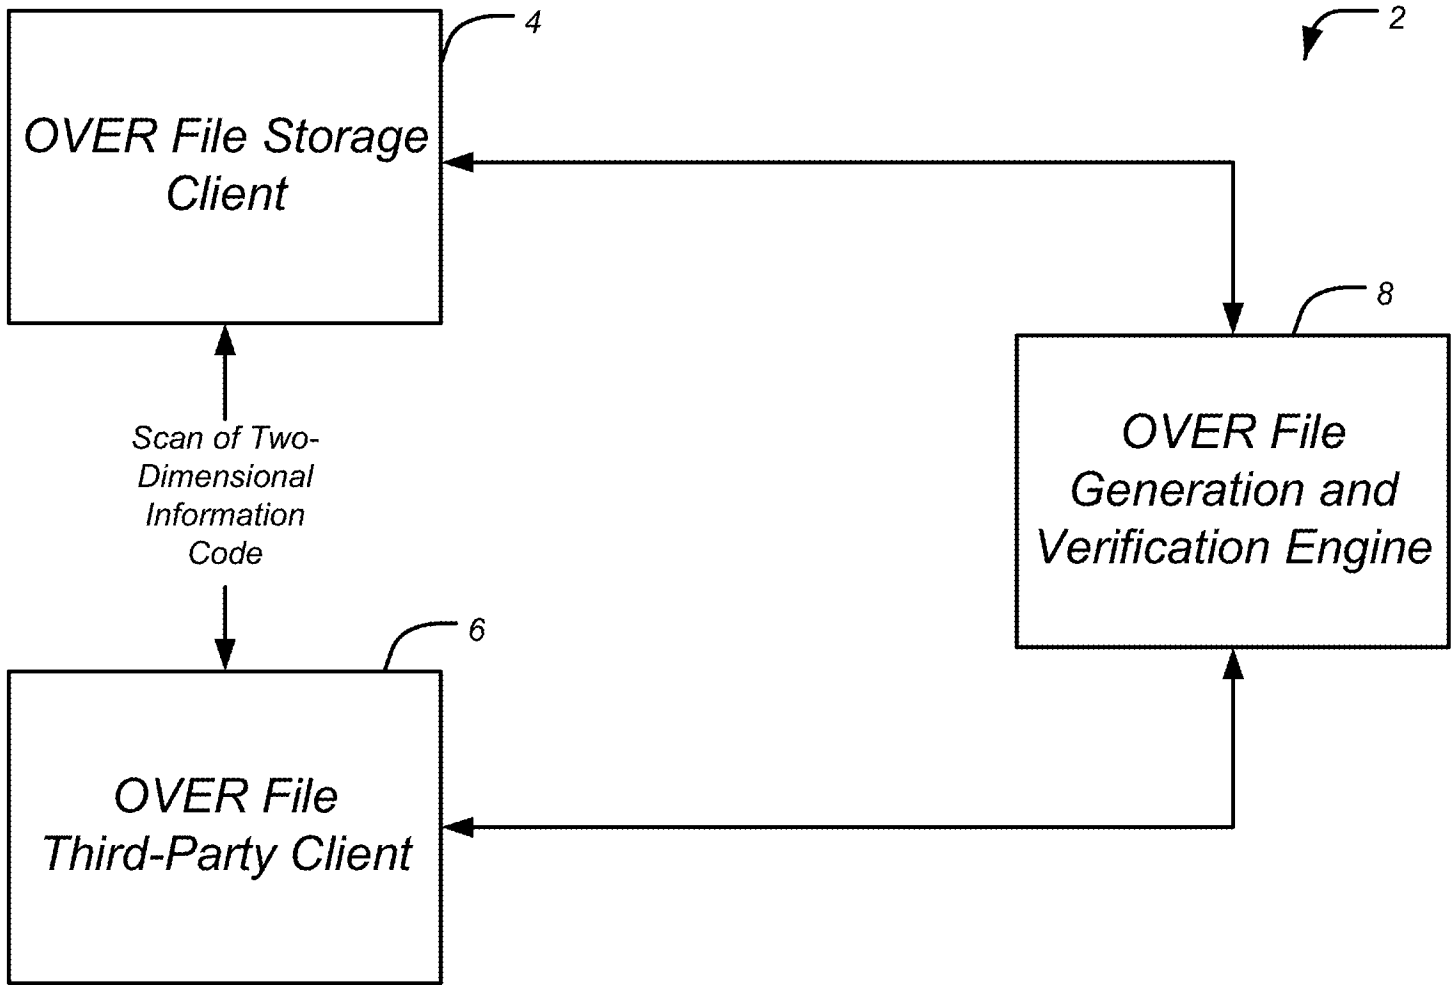 4
2
OVER File Storage
Client
8
Scan of Two-
Dimensional
Information
Code
OVER File
Generation and
Verification Engine
6
OVER File
Third-Party Client